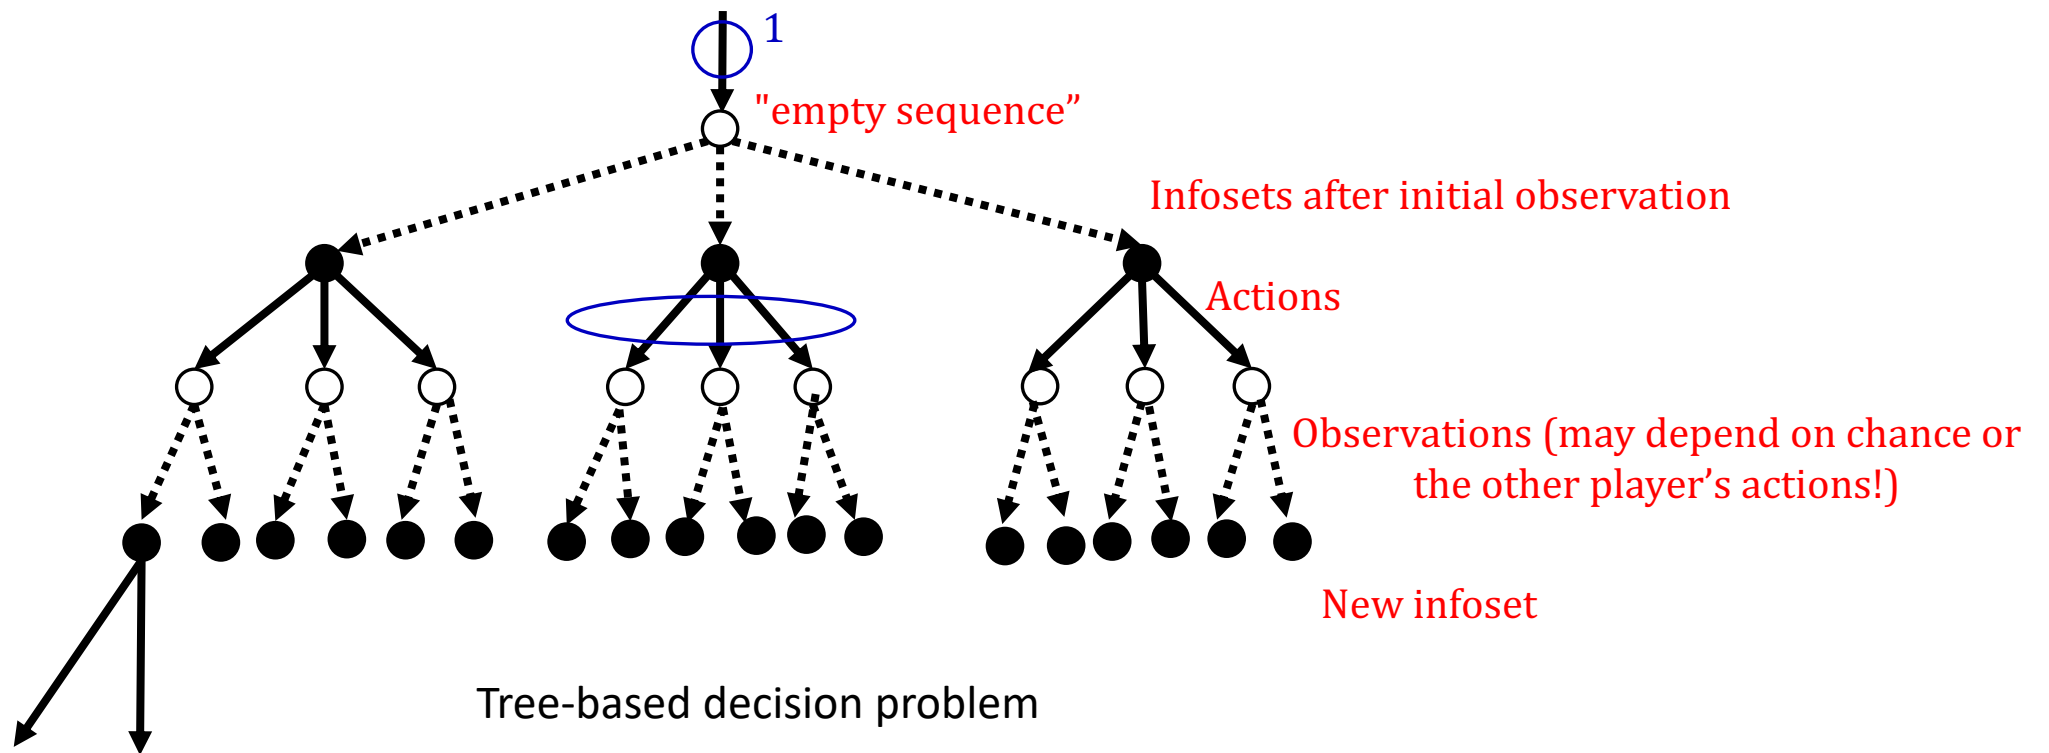 1
"empty sequence”
Infosets after initial observation
Actions
Observations (may depend on chance or
the other player’s actions!)
New infoset
Tree-based decision problem